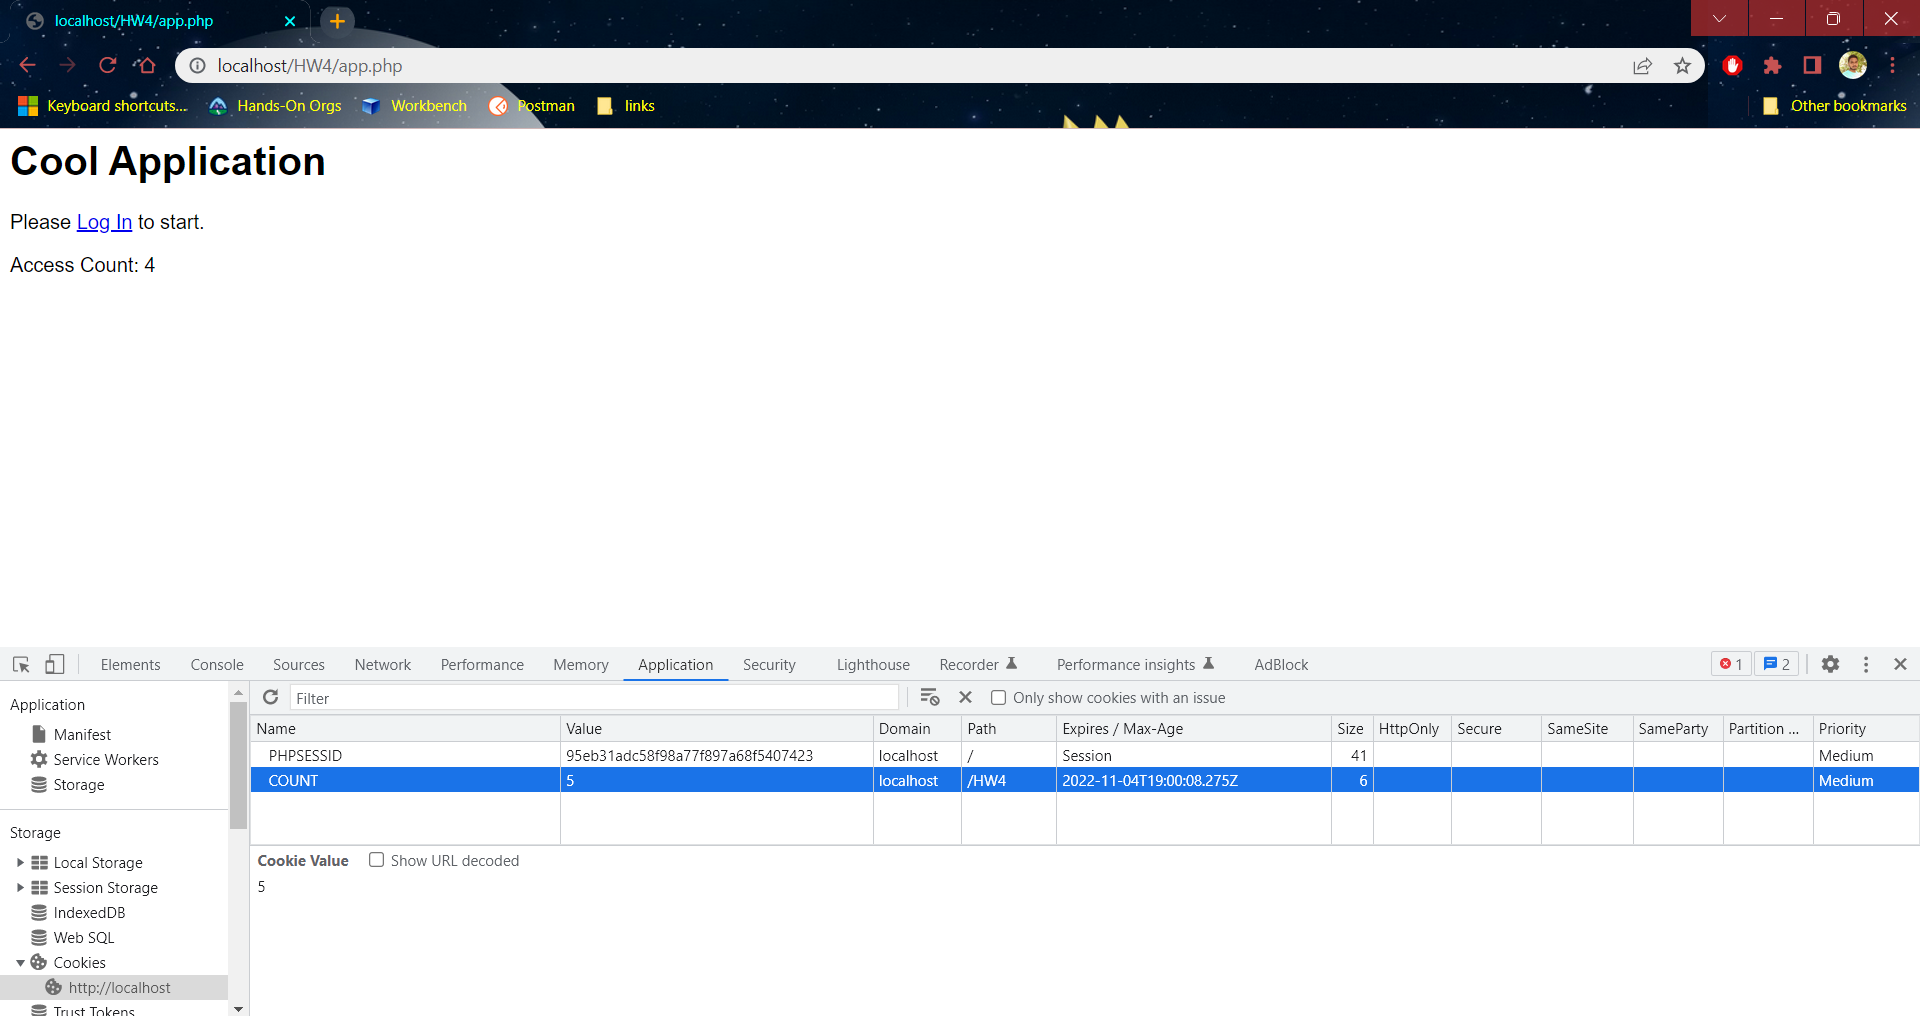 localhost/HW4/app.php
localhost/HW4/app.php
Keyboard shortcuts... Hands-On Orgs Workbench Postman links Other bookmarks
Cool Application
Please Log In to start.
Access Count: 4
Elements Console Sources Network Performance Memory Application Security Lighthouse Recorder Performance insights AdBlock 1 2
Application
Manifest
Service Workers
Storage
Storage
Local Storage
Session Storage
IndexedDB
Web SQL
Cookies
http://localhost
Trust Tokens
Filter Only show cookies with an issue
Name Value Domain Path Expires / Max-Age Size HttpOnly Secure SameSite SameParty Partition ... Priority
PHPSESSID 95eb31adc58f98a77f897a68f5407423 localhost / Session 41 Medium
COUNT 5 localhost /HW4 2022-11-04T19:00:08.275Z 6 Medium
Cookie Value Show URL decoded
5